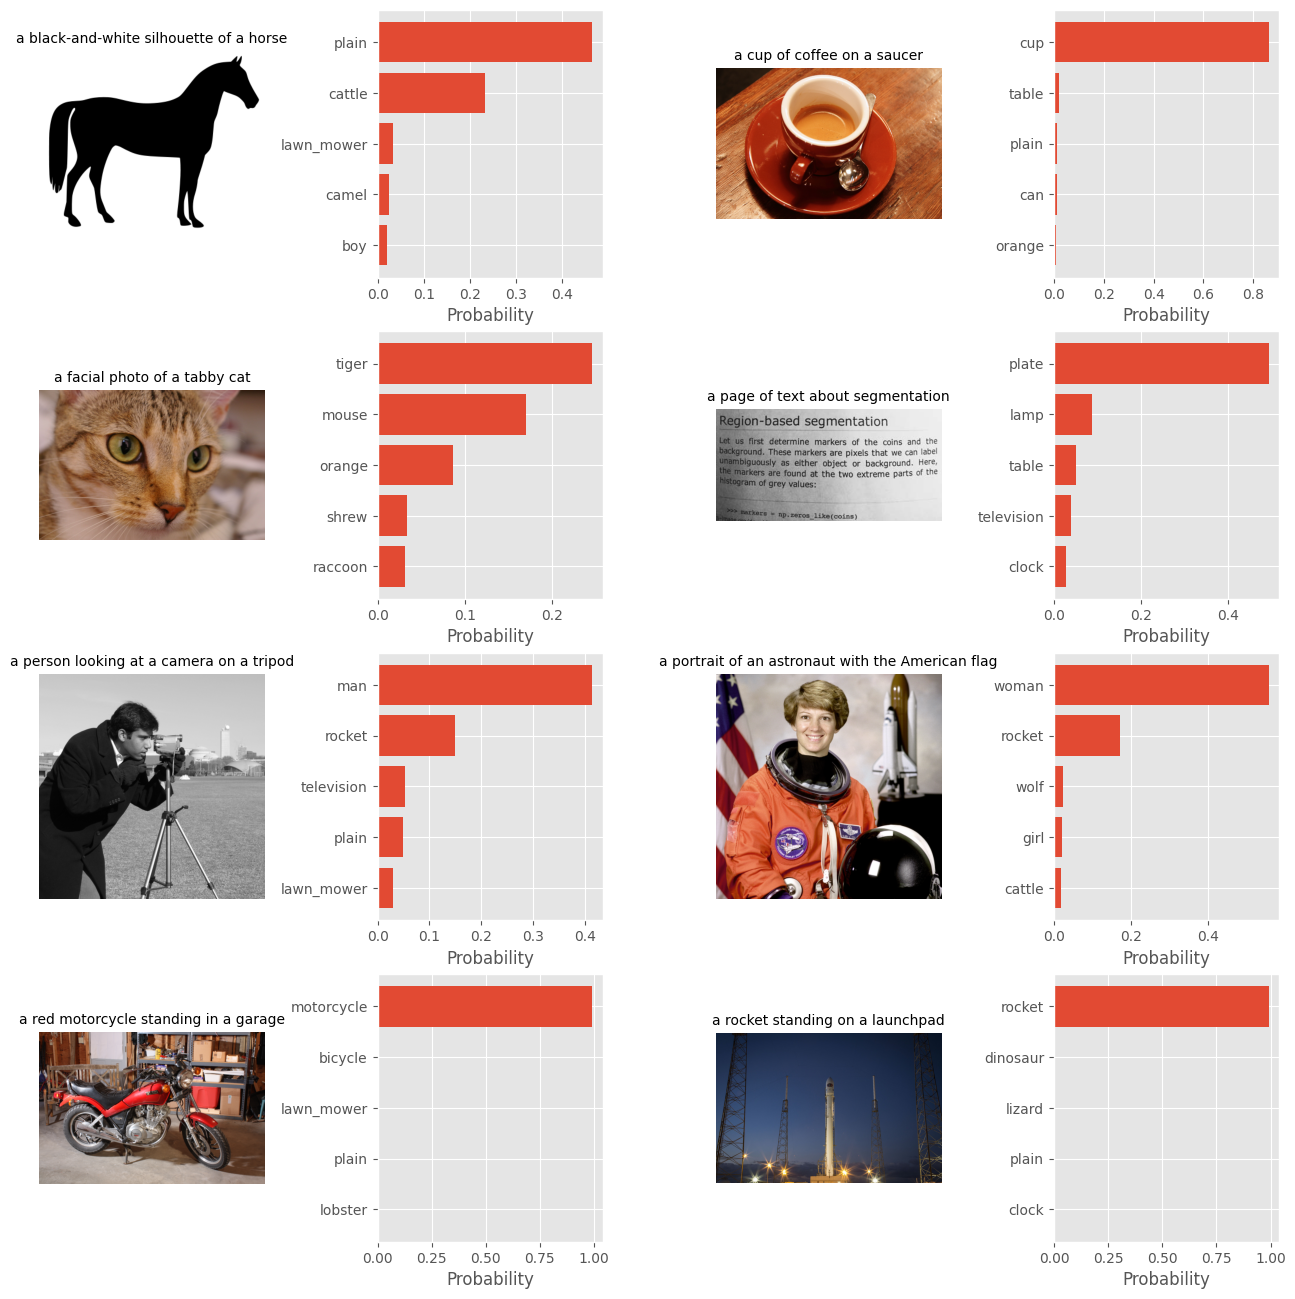 a black-and-white silhouette of a horse
plain
cattle
lawn_mower
camel
boy
0.0 0.1 0.2 0.3 0.4
Probability
a cup of coffee on a saucer
cup
table
plain
can
orange
0.0 0.2 0.4 0.6 0.8
Probability
a facial photo of a tabby cat
tiger
mouse
orange
shrew
raccoon
0.0 0.1 0.2
Probability
a page of text about segmentation
Region-based segmentation
Let us first determine markers of the coins and the
background. These markers are pixels that we can label
unambiguously as either object or background. Here,
the markers are found at the two extreme parts of the
histogram of grey values:
>>> markers = np.zeros_like(coins)
plate
lamp
table
television
clock
0.0 0.2 0.4
Probability
a person looking at a camera on a tripod
man
rocket
television
plain
lawn_mower
0.0 0.1 0.2 0.3 0.4
Probability
a portrait of an astronaut with the American flag
woman
rocket
wolf
girl
cattle
0.0 0.2 0.4
Probability
a red motorcycle standing in a garage
motorcycle
bicycle
lawn_mower
plain
lobster
0.00 0.25 0.50 0.75 1.00
Probability
a rocket standing on a launchpad
rocket
dinosaur
lizard
plain
clock
0.00 0.25 0.50 0.75 1.00
Probability